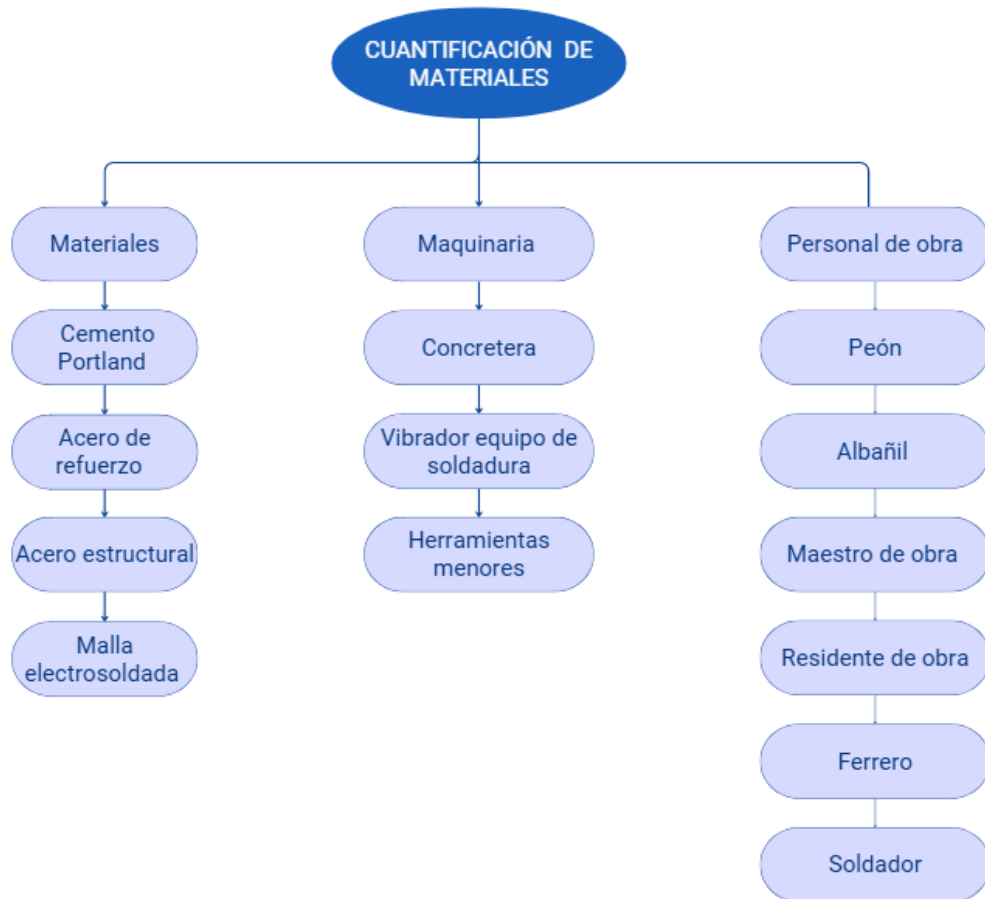 CUANTIFICACIÓN DE
MATERIALES
Materiales
Cemento
Portland
Acero de
refuerzo
Acero estructural
Malla
electrosoldada
Maquinaria
Concretera
Vibrador equipo de
soldadura
Herramientas
menores
Personal de obra
Peón
Albañil
Maestro de obra
Residente de obra
Ferrero
Soldador